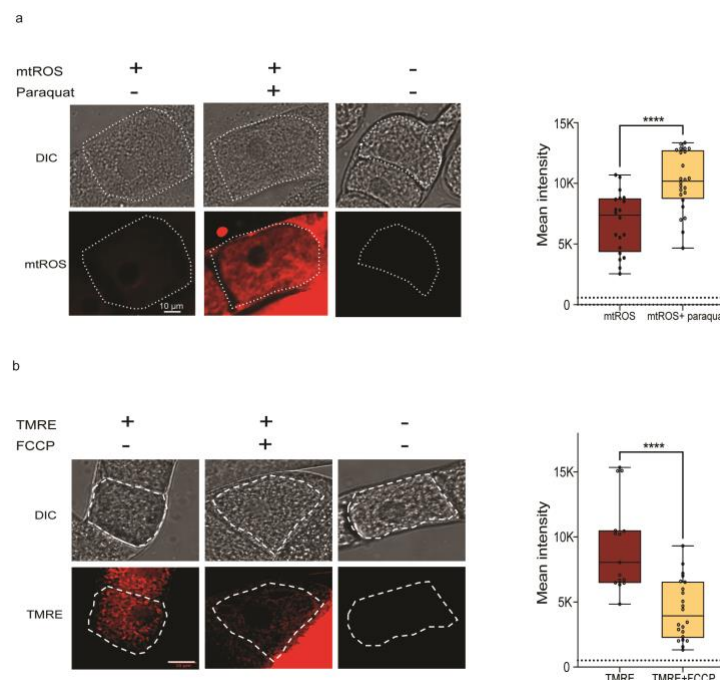 a
mtROS + + -
Paraquat - + -
DIC
mtROS
10 µm
Mean intensity
15K
10K
5K
0
****
mtROS mtROS+ paraqua
b
TMRE + + -
FCCP - + -
DIC
TMRE
Mean intensity
15K
10K
5K
0
****
TMRE TMRE+FCCP